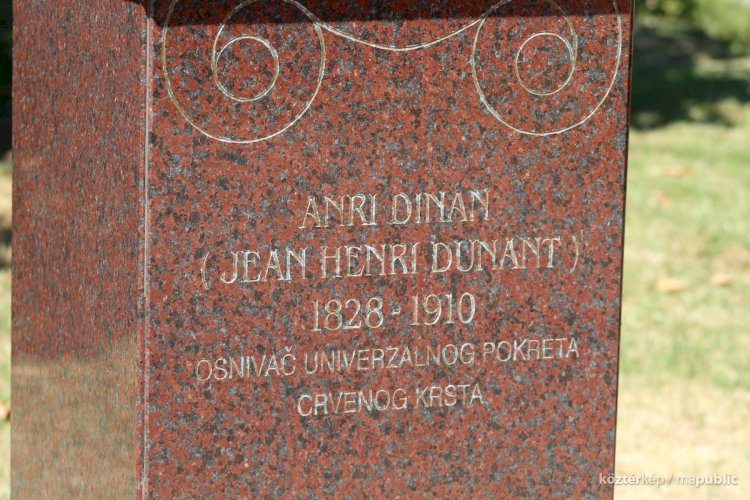 ANRI DINAN
( JEAN HENRI DUNANT )
1828 - 1910
OSNIVAČ UNIVERZALNOG POKRETA
CRVENOG KRSTA
köztérkép / mapublic